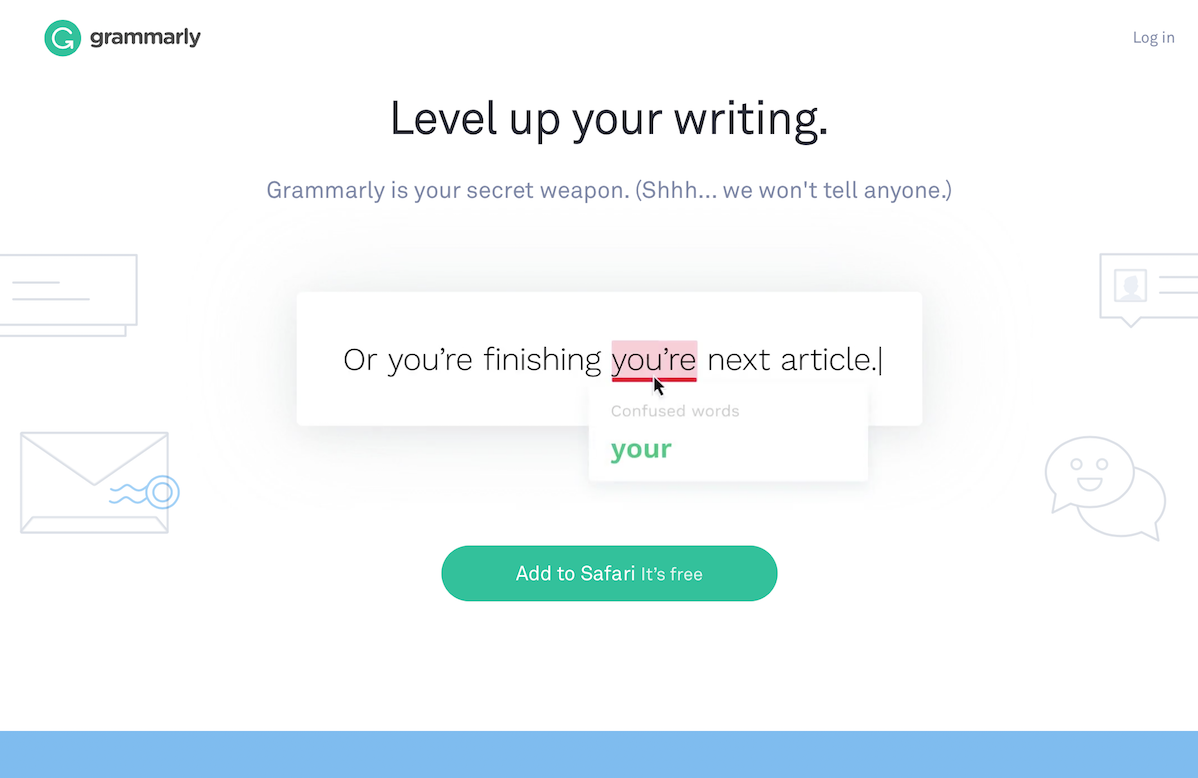 grammarly
Log in
Level up your writing.
Grammarly is your secret weapon. (Shhh... we won't tell anyone.)
Or you’re finishing you’re next article.
Confused words
your
Add to Safari It’s free